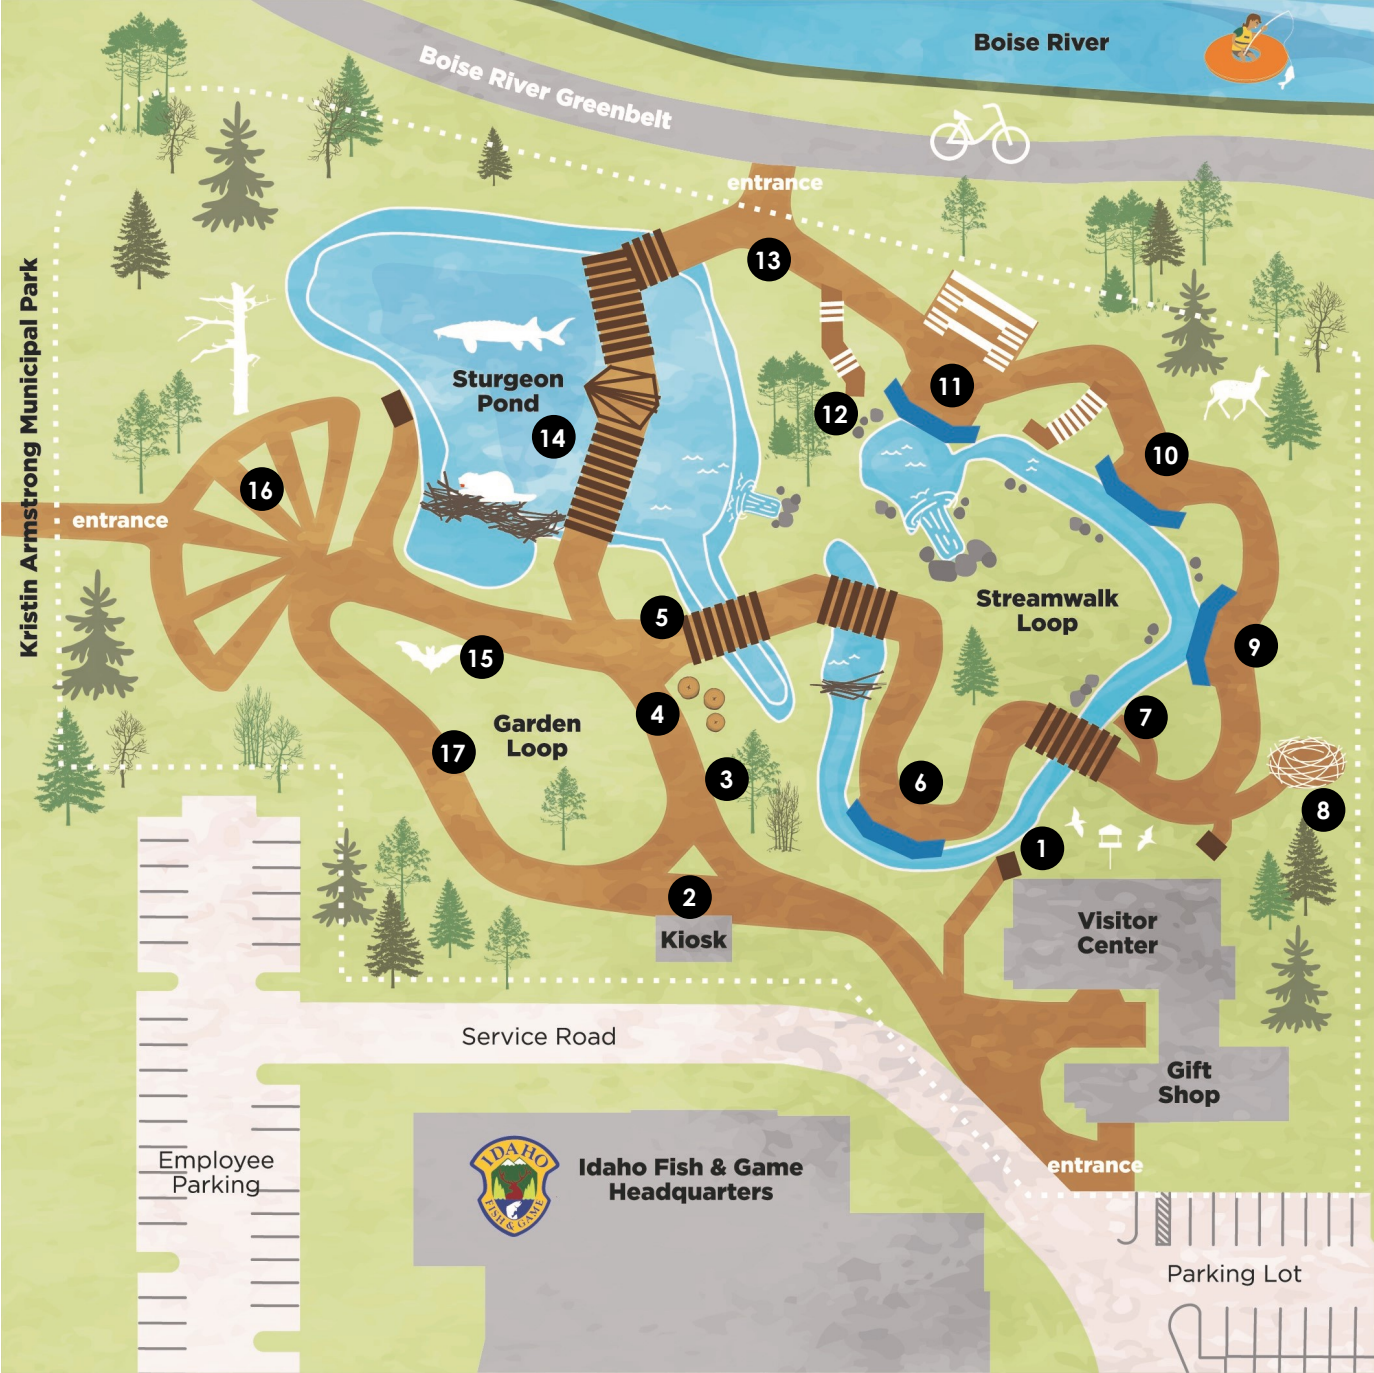 Boise River
Boise River Greenbelt
entrance
13
Kristin Armstrong Municipal Park
Sturgeon
Pond
14
11
12
10
16
entrance
5
Streamwalk
Loop
9
15
4
7
Garden
Loop
17
3
6
8
1
2
Kiosk
Visitor
Center
Service Road
Gift
Shop
Employee
Parking
IDAHO
FISH & GAME
Idaho Fish & Game
Headquarters
entrance
Parking Lot